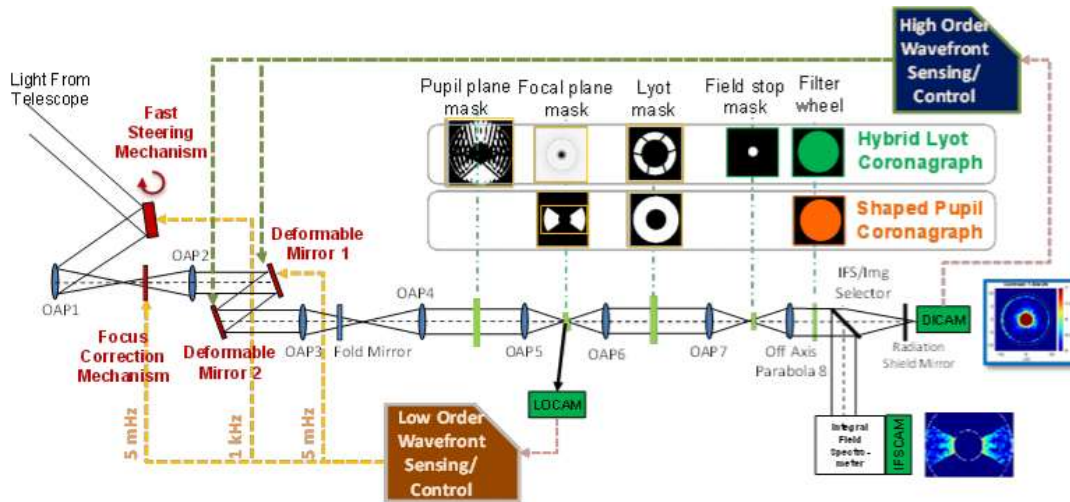 Light From
Telescope
Fast
Steering
Mechanism
Pupil plane
mask
Focal plane
mask
Lyot mask
Field stop
mask
Filter
wheel
High Order
Wavefront
Sensing/
Control
Hybrid Lyot
Coronagraph
Shaped Pupil
Coronagraph
OAP1
OAP2
Deformable
Mirror 1
Focus
Correction
Mechanism
Deformable
Mirror 2
OAP3
Fold Mirror
OAP4
OAP5
OAP6
OAP7
Off Axis
Parabola 8
IFS/Img
Selector
DICAM
Radiation
Shield Mirror
LOCAM
5 mHz
1 kHz
5 mHz
Low Order
Wavefront
Sensing/
Control
Integral
Field
Spectro-
meter
IFSCAM